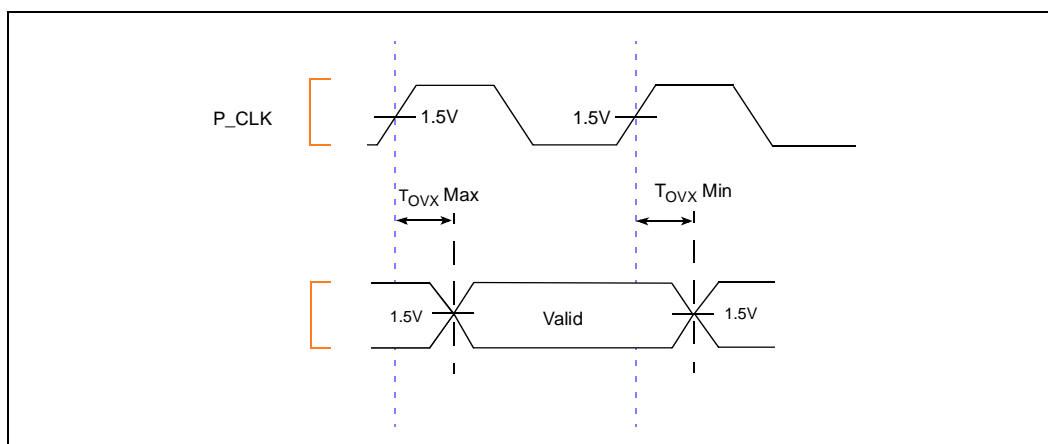 P_CLK
1.5V
1.5V
TOVX Max
TOVX Min
1.5V
Valid
1.5V